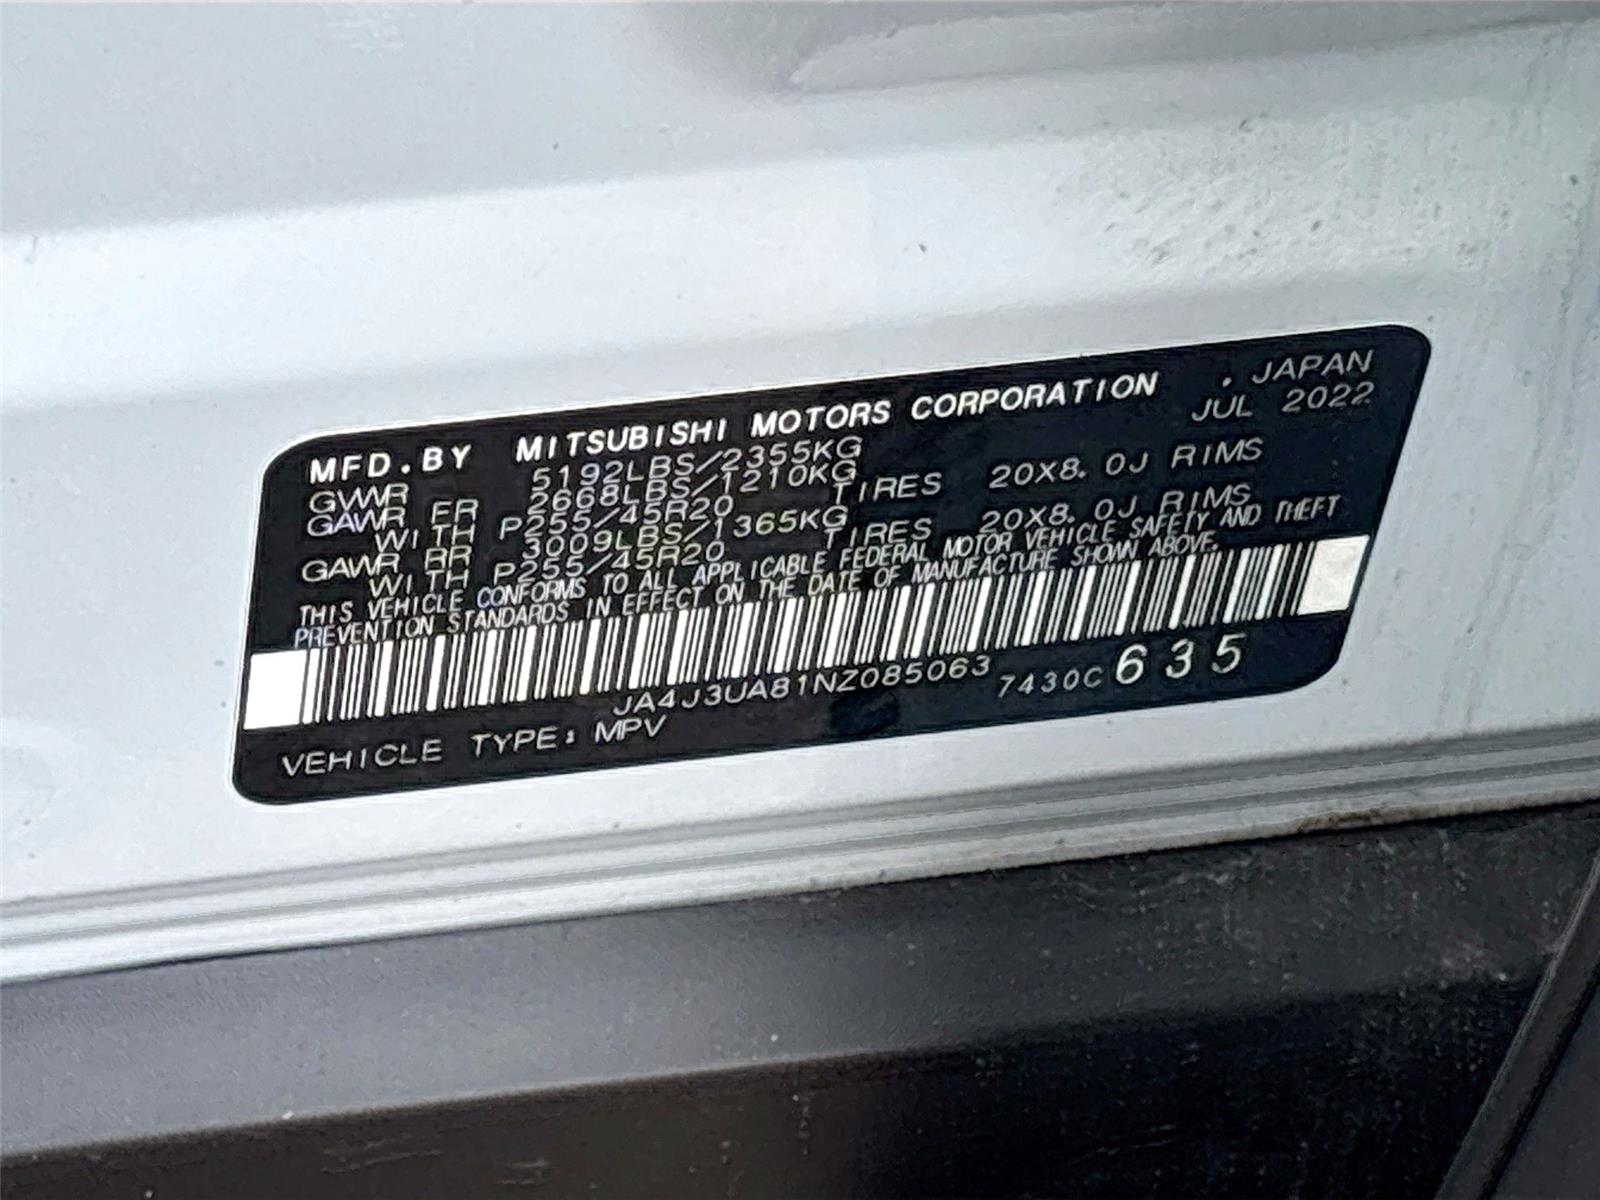 MFD. BY MITSUBISHI MOTORS CORPORATION . JAPAN
GVWR 5192LBS/2355KG JUL 2022
GAWR FR 2668LBS/1210KG
WITH P255/45R20 TIRES 20X8.0J RIMS
GAWR RR 3009LBS/1365KG
WITH P255/45R20 TIRES 20X8.0J RIMS
THIS VEHICLE CONFORMS TO ALL APPLICABLE FEDERAL MOTOR VEHICLE SAFETY AND THEFT
PREVENTION STANDARDS IN EFFECT ON THE DATE OF MANUFACTURE SHOWN ABOVE.
JA4J3UA81NZ085063 7430C 635
VEHICLE TYPE: MPV